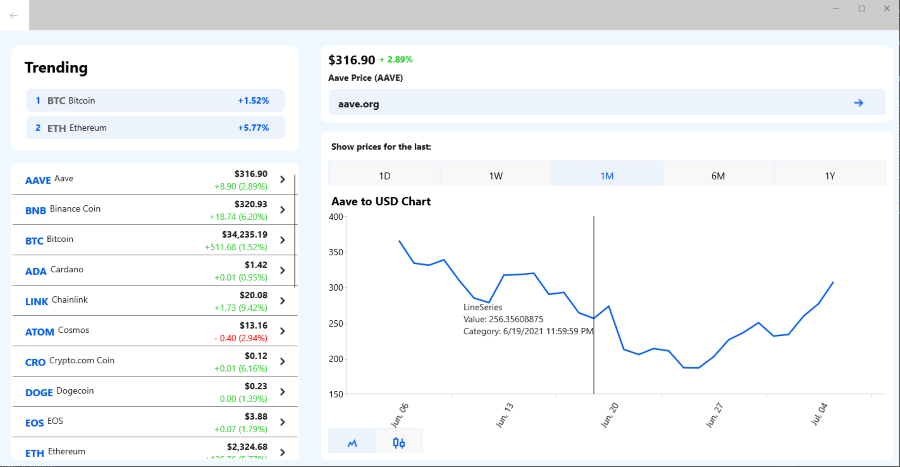 Trending
1 BTC Bitcoin +1.52%
2 ETH Ethereum +5.77%
AAVE Aave $316.90
+8.90 (2.89%)
BNB Binance Coin $320.93
+18.74 (6.20%)
BTC Bitcoin $34,235.19
+511.68 (1.52%)
ADA Cardano $1.42
+0.01 (0.95%)
LINK Chainlink $20.08
+1.73 (9.42%)
ATOM Cosmos $13.16
- 0.40 (2.94%)
CRO Crypto.com Coin $0.12
+0.01 (6.16%)
DOGE Dogecoin $0.23
0.00 (1.39%)
EOS EOS $3.88
+0.07 (1.79%)
ETH Ethereum $2,324.68
+126.76 (5.77%)
$316.90 + 2.89%
Aave Price (AAVE)
aave.org
Show prices for the last:
1D 1W 1M 6M 1Y
Aave to USD Chart
400
350
300
250
200
150
LineSeries
Value: 256.35608875
Category: 6/19/2021 11:59:59 PM
Jun, 06 Jun, 13 Jun, 20 Jun, 27 Jul, 04